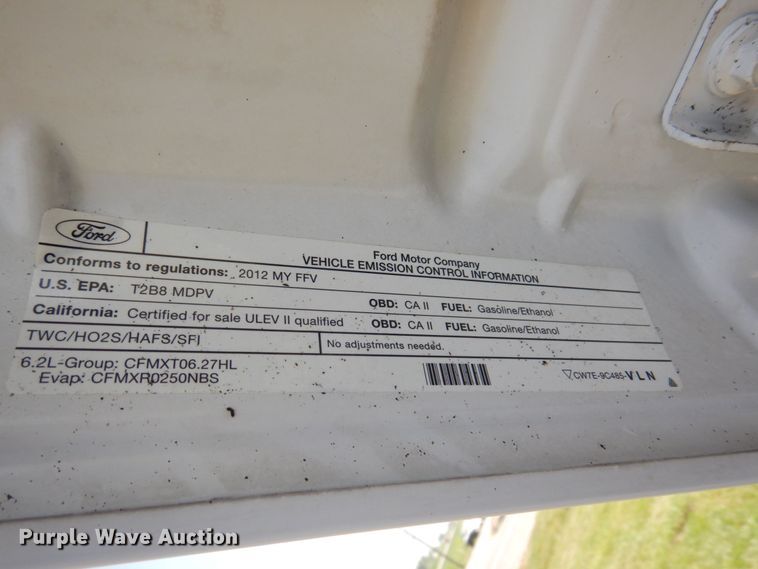 Ford
Ford Motor Company
VEHICLE EMISSION CONTROL INFORMATION
Conforms to regulations: 2012 MY FFV
U.S. EPA: T2B8 MDPV OBD: CA II FUEL: Gasoline/Ethanol
California: Certified for sale ULEV II qualified OBD: CA II FUEL: Gasoline/Ethanol
TWC/HO2S/HAFS/SFI No adjustments needed.
6.2L-Group: CFMXT06.27HL
Evap: CFMXR0250NBS
CW7E-9C485-VLN
Purple Wave Auction